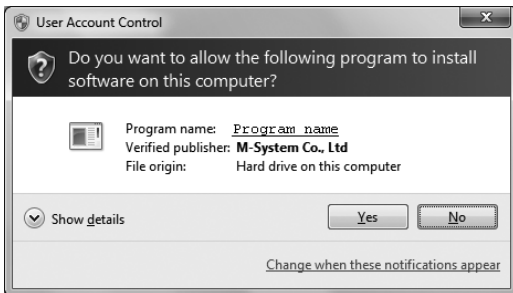 User Account Control
x
Do you want to allow the following program to install
software on this computer?
Program name: Program name
Verified publisher: M-System Co., Ltd
File origin: Hard drive on this computer
Show details
Yes
No
Change when these notifications appear